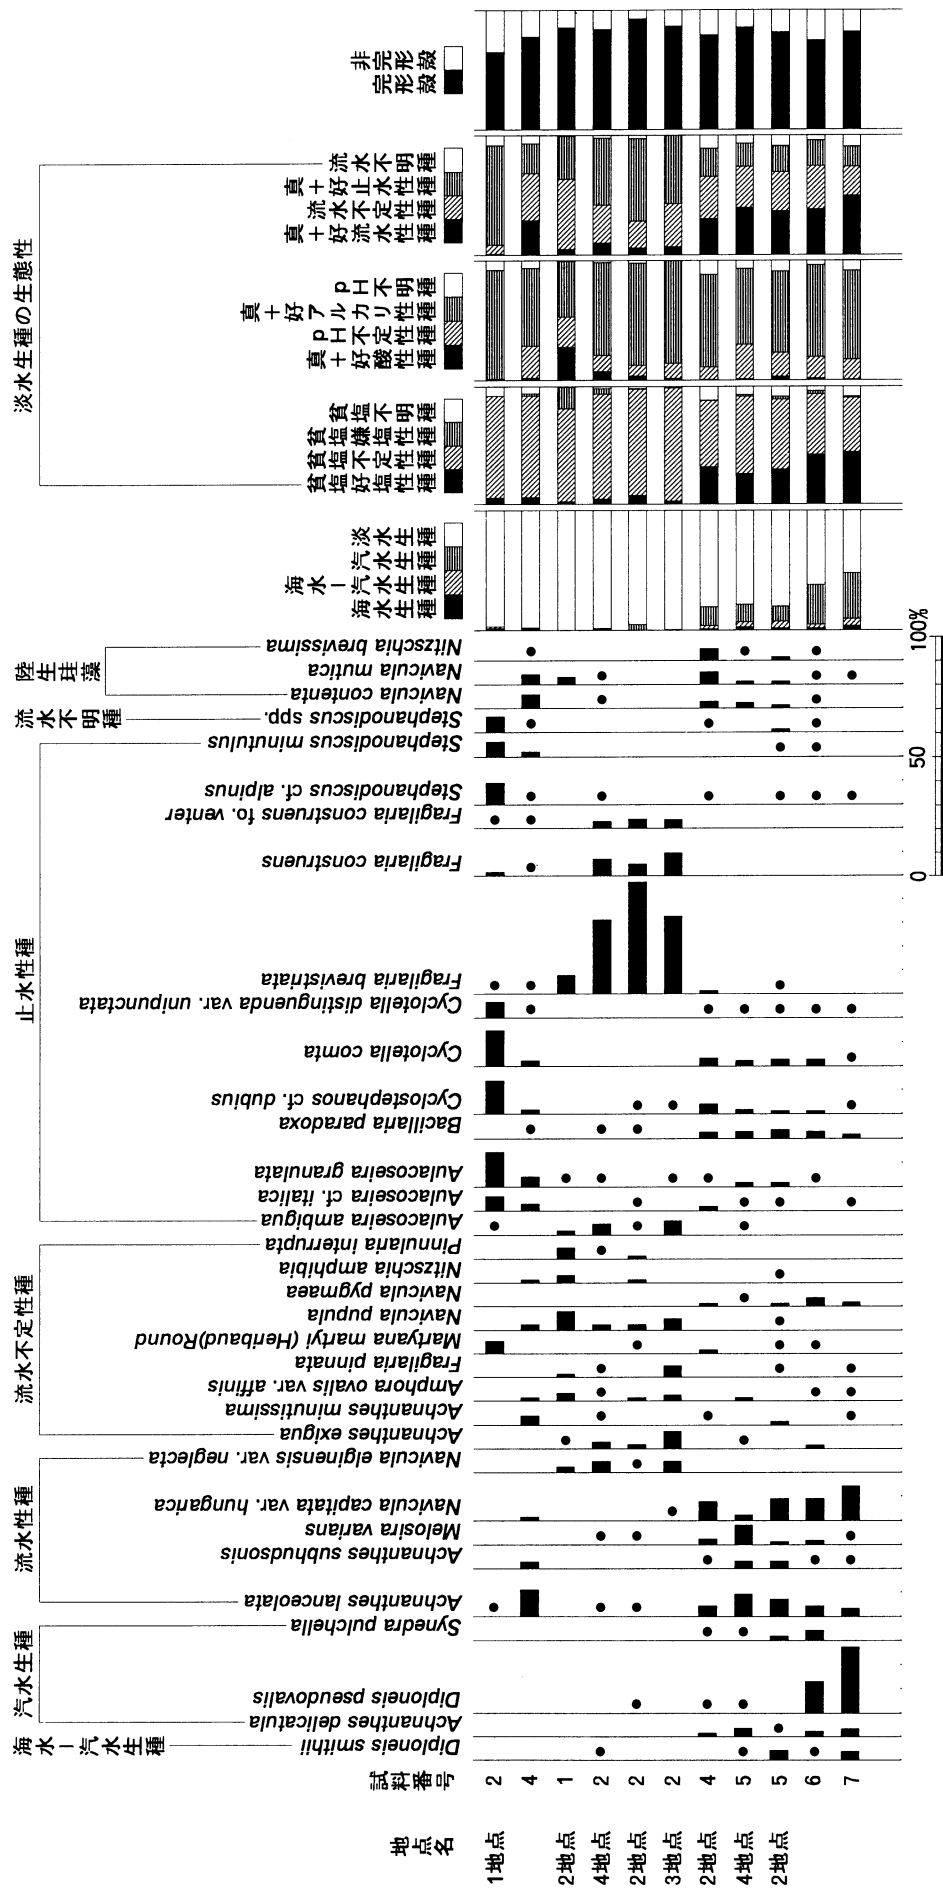 海水ー汽水生種
汽水生種
流水性種
流水不定性種
止水性種
流水不明種
陸生珪藻
淡水生種の生態性
地点名
試料番号
Diploneis smithii
Achnanthes delicatula
Diploneis pseudovalis
Synedra pulchella
Achnanthes lanceolata
Achnanthes subhudsonis
Melosira varians
Navicula capitata var. hungarica
Navicula elginensis var. neglecta
Achnanthes exigua
Achnanthes minutissima
Amphora ovalis var. affinis
Fragilaria pinnata
Martyana martyi (Heribaud)Round
Navicula pupula
Navicula pygmaea
Nitzschia amphibia
Pinnularia interrupta
Aulacoseira ambigua
Aulacoseira cf. italica
Aulacoseira granulata
Bacillaria paradoxa
Cyclostephanos cf. dubius
Cyclotella comta
Cyclotella distinguenda var. unipunctata
Fragilaria brevistriata
Fragilaria construens
Fragilaria construens fo. venter
Stephanodiscus cf. alpinus
Stephanodiscus minutulus
Stephanodiscus spp.
Navicula contenta
Navicula mutica
Nitzschia brevissima
海水生種
海水ー汽水生種
汽水生種
淡水生種
貧塩好塩性種
貧塩不定性種
貧塩嫌塩性種
貧塩不明種
真＋好酸性種
pH不定性種
真＋好アルカリ性種
pH不明種
真＋好流水性種
流水不定性種
真＋好止水性種
流水不明種
完形殻
非完形殻
1地点 2
4
2地点 1
4地点 2
2地点 2
3地点 2
2地点 4
4地点 5
2地点 5
6
7
0 50 100%